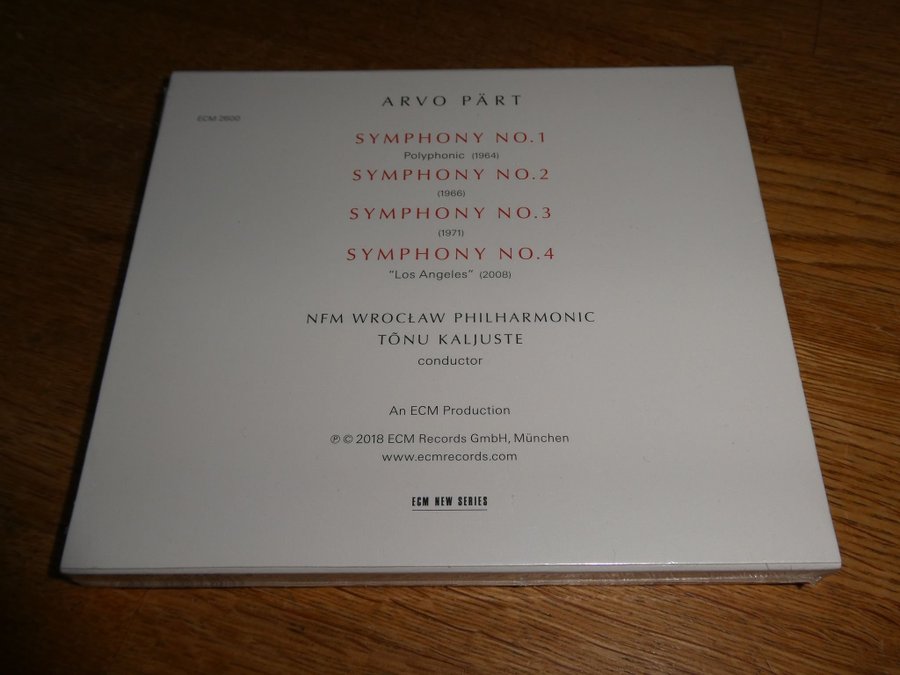 ARVO PÄRT
ECM 2600
SYMPHONY NO.1
Polyphonic (1964)
SYMPHONY NO.2
(1966)
SYMPHONY NO.3
(1971)
SYMPHONY NO.4
"Los Angeles" (2008)
NFM WROCŁAW PHILHARMONIC
TÕNU KALJUSTE
conductor
An ECM Production
℗ © 2018 ECM Records GmbH, München
www.ecmrecords.com
ECM NEW SERIES